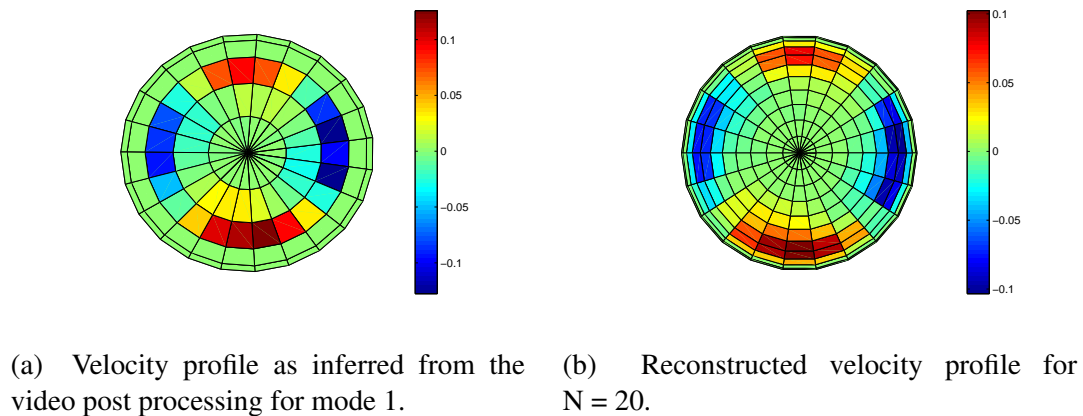 0.1
0.05
0
−0.05
−0.1
0.1
0.05
0
−0.05
−0.1
(a) Velocity profile as inferred from the
video post processing for mode 1.
(b) Reconstructed velocity profile for
N = 20.